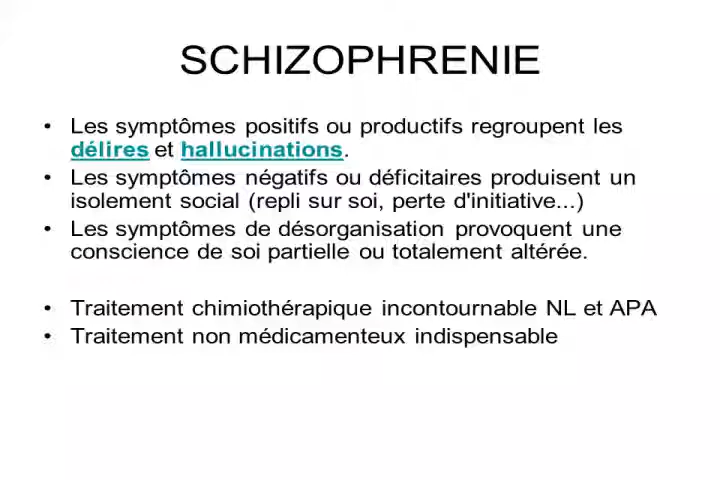 SCHIZOPHRENIE
• Les symptômes positifs ou productifs regroupent les
délires et hallucinations.
• Les symptômes négatifs ou déficitaires produisent un
isolement social (repli sur soi, perte d'initiative...)
• Les symptômes de désorganisation provoquent une
conscience de soi partielle ou totalement altérée.
• Traitement chimiothérapique incontournable NL et APA
• Traitement non médicamenteux indispensable